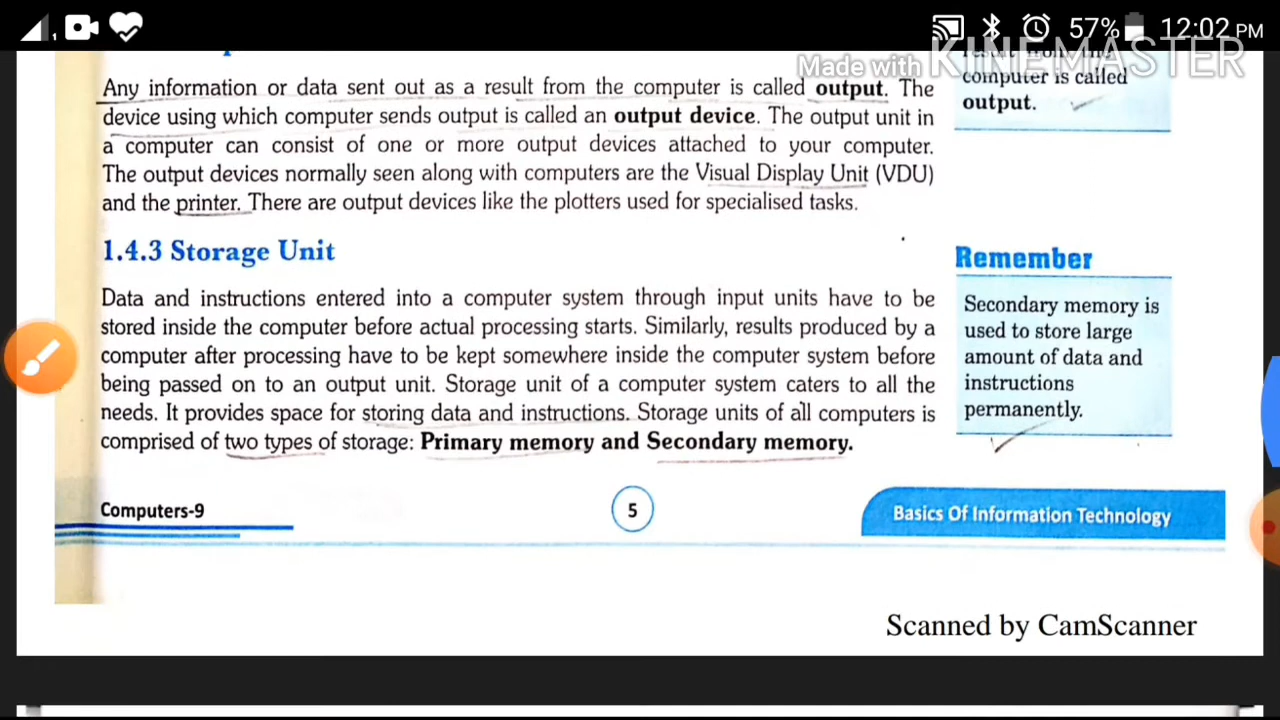 57% 12:02 PM
Made with KINEMASTER
Any information or data sent out as a result from the computer is called output. The
device using which computer sends output is called an output device. The output unit in
a computer can consist of one or more output devices attached to your computer.
The output devices normally seen along with computers are the Visual Display Unit (VDU)
and the printer. There are output devices like the plotters used for specialised tasks.
computer is called
output.
1.4.3 Storage Unit
Data and instructions entered into a computer system through input units have to be
stored inside the computer before actual processing starts. Similarly, results produced by a
computer after processing have to be kept somewhere inside the computer system before
being passed on to an output unit. Storage unit of a computer system caters to all the
needs. It provides space for storing data and instructions. Storage units of all computers is
comprised of two types of storage: Primary memory and Secondary memory.
Remember
Secondary memory is
used to store large
amount of data and
instructions
permanently.
Computers-9
5
Basics Of Information Technology
Scanned by CamScanner